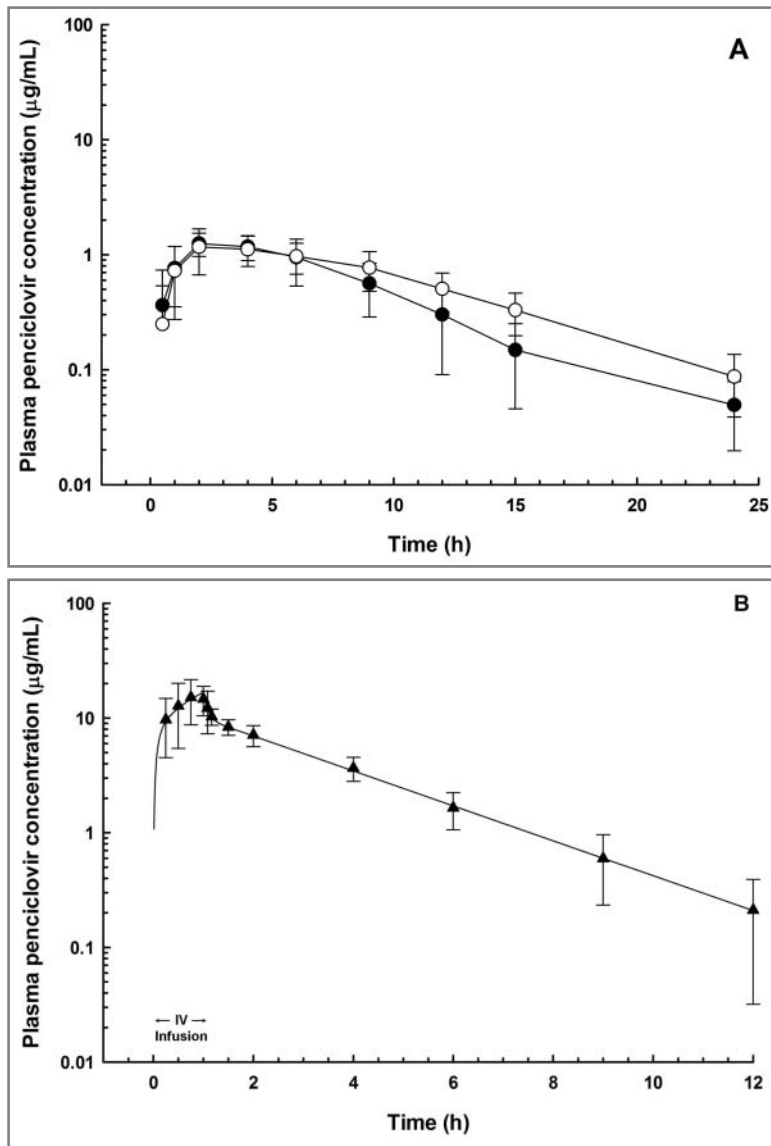 A
Plasma penciclovir concentration (µg/mL)
100
10
1
0.1
0.01
0 5 10 15 20 25
Time (h)
B
Plasma penciclovir concentration (µg/mL)
100
10
1
0.1
0.01
← IV →
Infusion
0 2 4 6 8 10 12
Time (h)